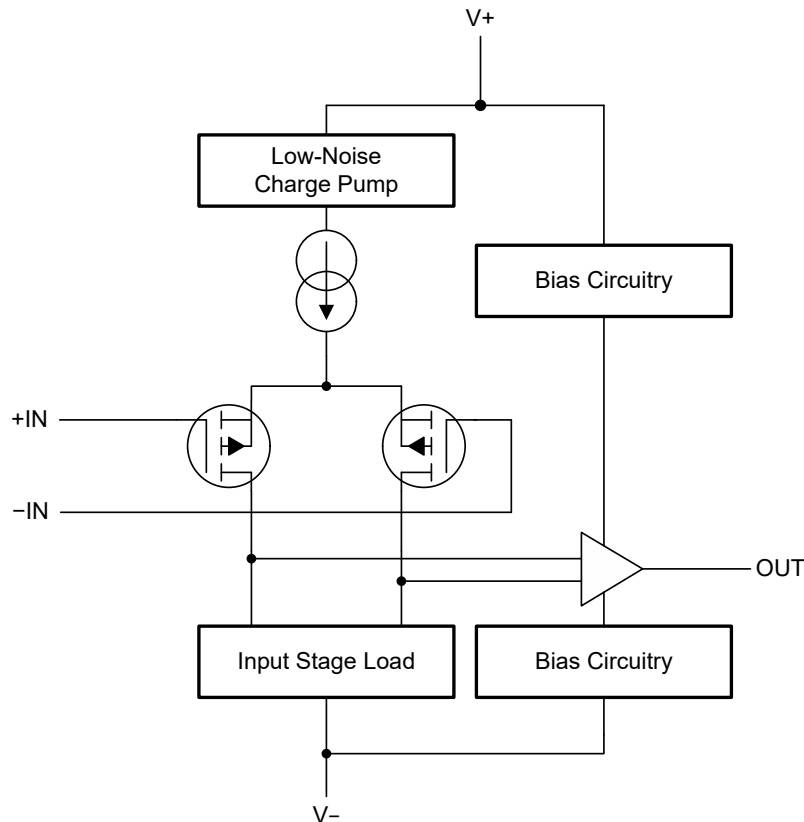 V+
Low-Noise
Charge Pump
Bias Circuitry
+IN
−IN
OUT
Input Stage Load
Bias Circuitry
V−